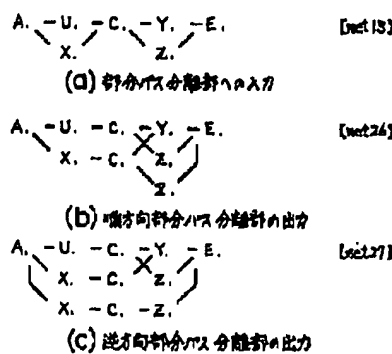 A. -U. -C. -Y. -E. [net18]
X. Z.
(a) 部分パス分離部への入力
A. -U. -C. -Y. -E. [net26]
X. -C. Z.
Z.
(b) 順方向部分パス分離部の出力
A. -U. -C. -Y. -E. [net27]
X. -C. Z.
X. -C. -Z.
(c) 逆方向部分パス分離部の出力